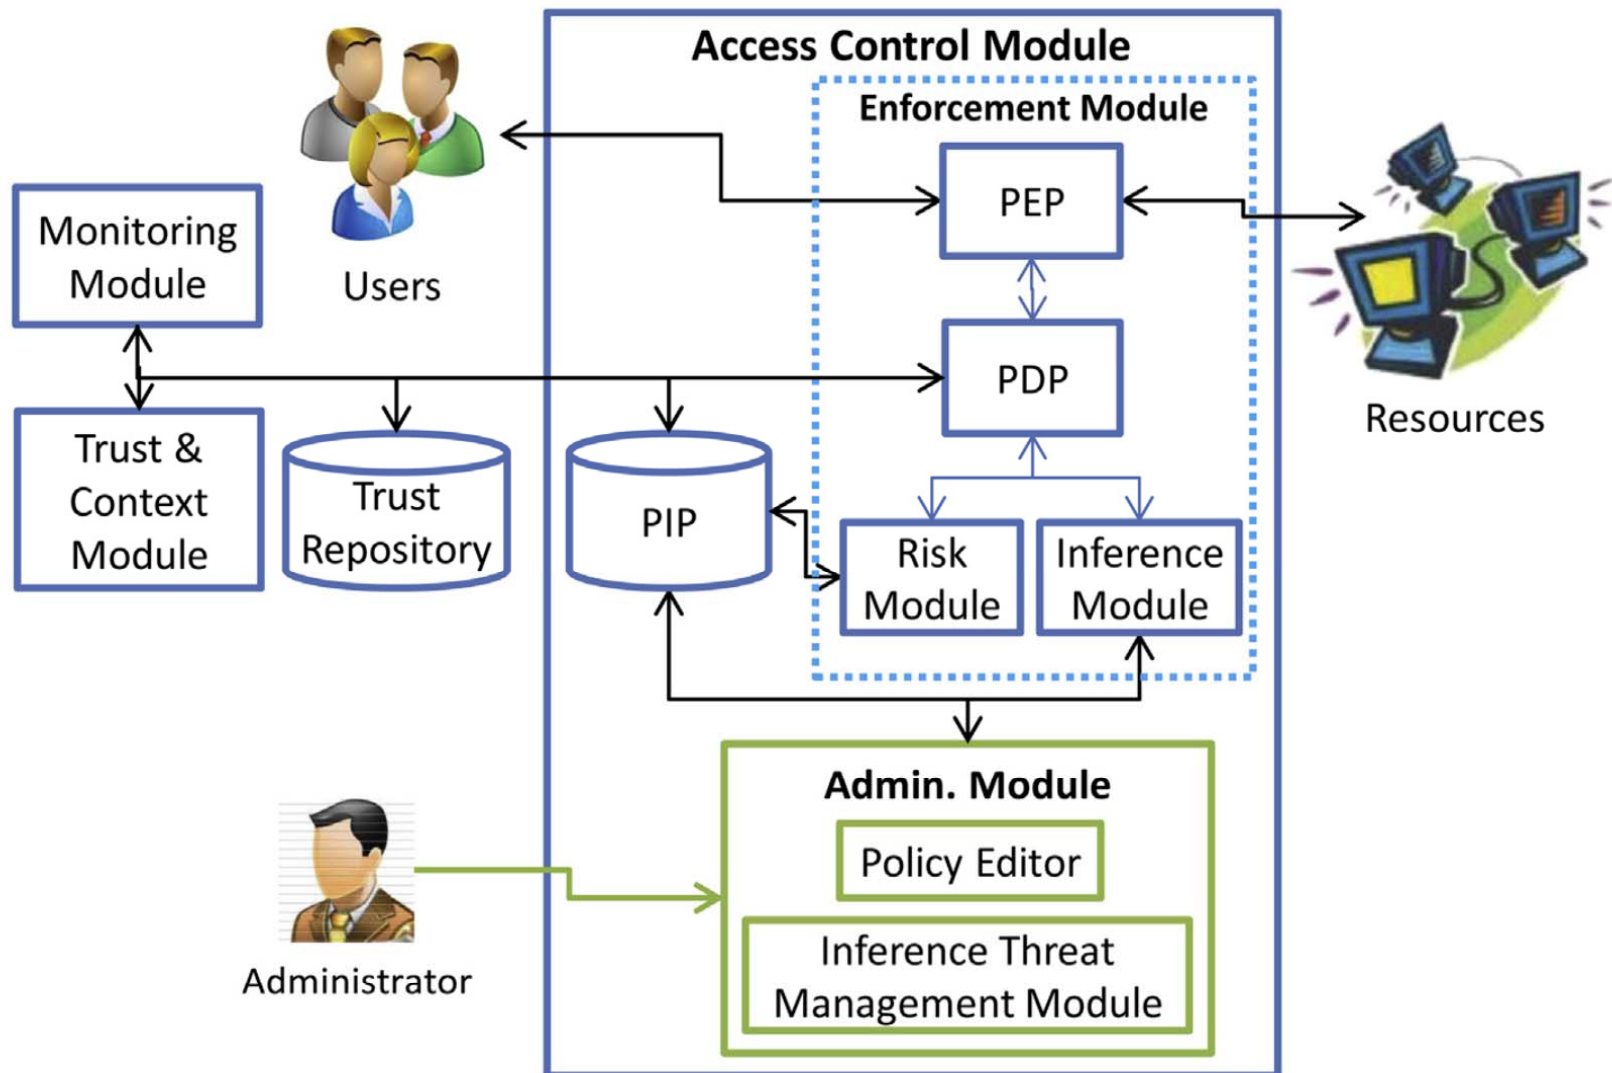 Access Control Module
Enforcement Module
PEP
Monitoring
Module
Users
PDP
Resources
Trust &
Context
Module
Trust
Repository
PIP
Risk
Module
Inference
Module
Admin. Module
Policy Editor
Inference Threat
Management Module
Administrator